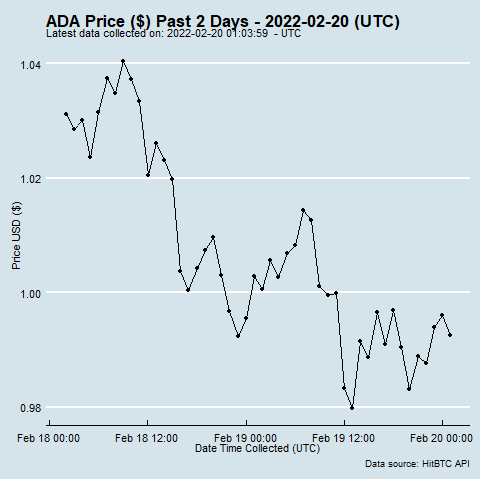 ADA Price ($) Past 2 Days - 2022-02-20 (UTC)
Latest data collected on: 2022-02-20 01:03:59 - UTC
1.04
1.02
1.00
0.98
Price USD ($)
Feb 18 00:00
Feb 18 12:00
Feb 19 00:00
Feb 19 12:00
Feb 20 00:00
Date Time Collected (UTC)
Data source: HitBTC API